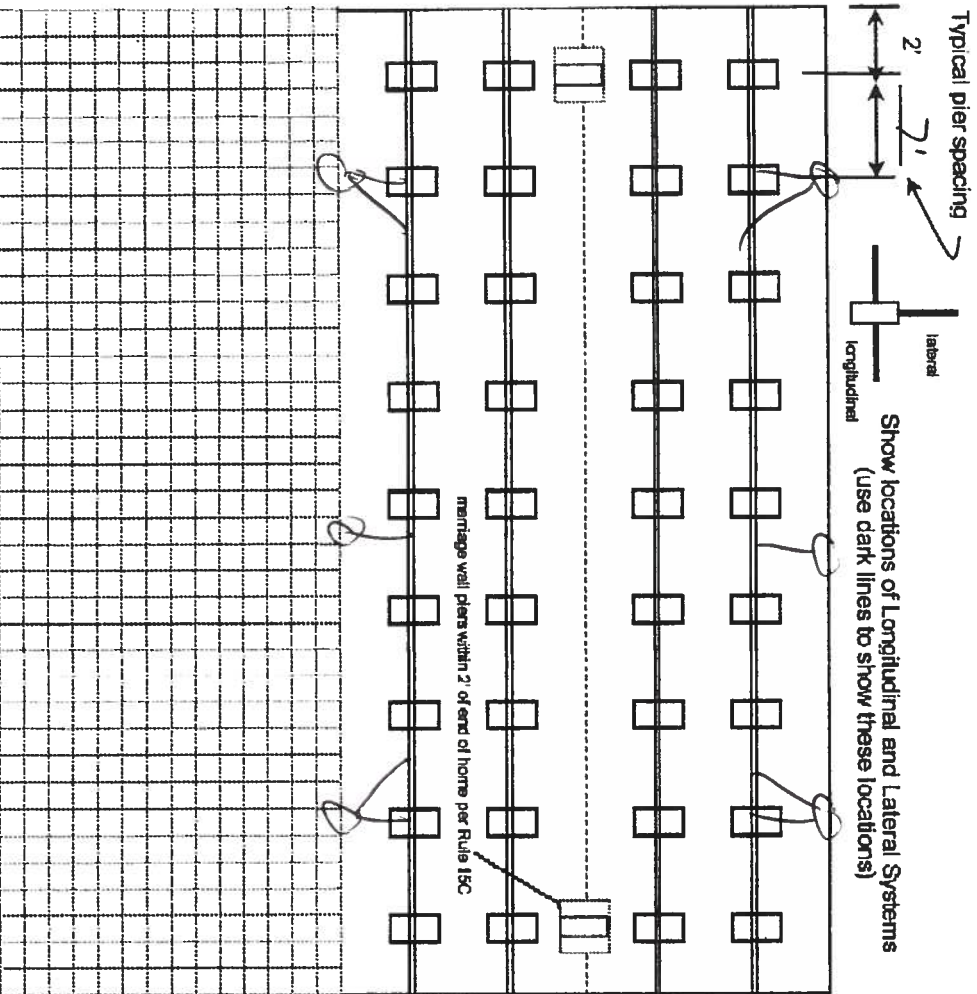 Typical pier spacing
2'
7'
lateral
longitudinal
Show locations of Longitudinal and Lateral Systems
(use dark lines to show these locations)
marriage wall piers within 2' of end of home per Rule 15C